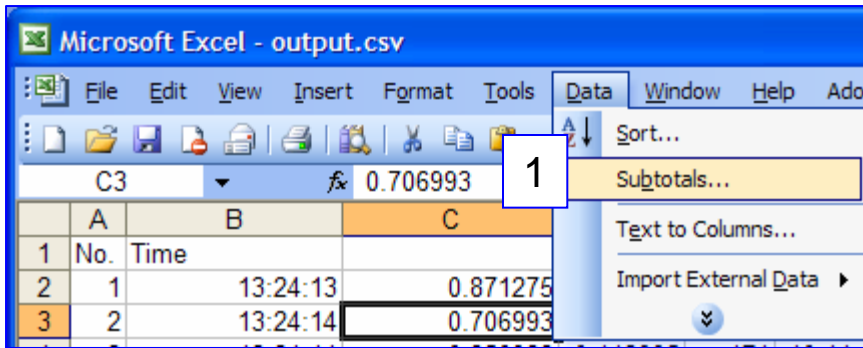 Microsoft Excel - output.csv
File Edit View Insert Format Tools Data Window Help Ado
Sort...
1 Subtotals...
C3 fx 0.706993
Text to Columns...
Import External Data
A B C
1 No. Time
2 1 13:24:13 0.871275
3 2 13:24:14 0.706993